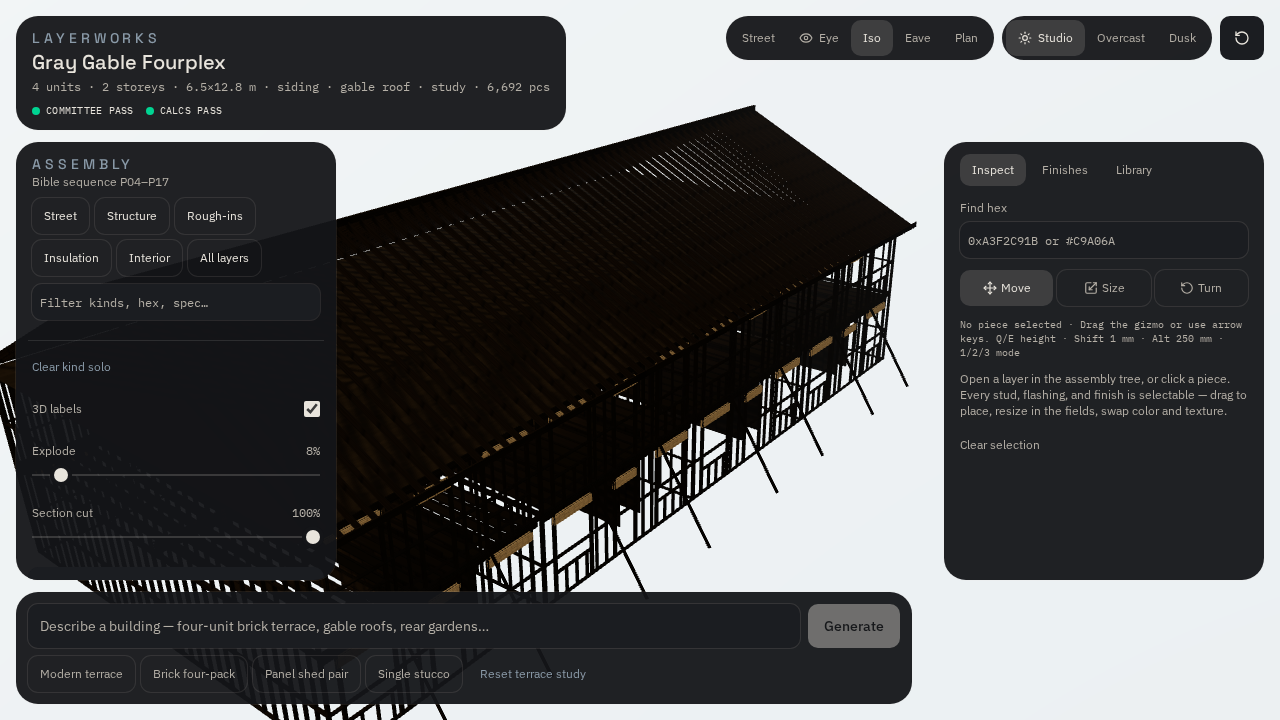 LAYERWORKS
Gray Gable Fourplex
4 units · 2 storeys · 6.5×12.8 m · siding · gable roof · study · 6,692 pcs
COMMITTEE PASS CALCS PASS
Street Eye Iso Eave Plan
Studio Overcast Dusk
ASSEMBLY
Bible sequence P04–P17
Street Structure Rough-ins
Insulation Interior All layers
Filter kinds, hex, spec…
Clear kind solo
3D labels
Explode 8%
Section cut 100%
Inspect Finishes Library
Find hex
0xA3F2C91B or #C9A06A
Move Size Turn
No piece selected · Drag the gizmo or use arrow
keys. Q/E height · Shift 1 mm · Alt 250 mm ·
1/2/3 mode
Open a layer in the assembly tree, or click a piece.
Every stud, flashing, and finish is selectable — drag to
place, resize in the fields, swap color and texture.
Clear selection
Describe a building — four-unit brick terrace, gable roofs, rear gardens…
Generate
Modern terrace Brick four-pack Panel shed pair Single stucco Reset terrace study